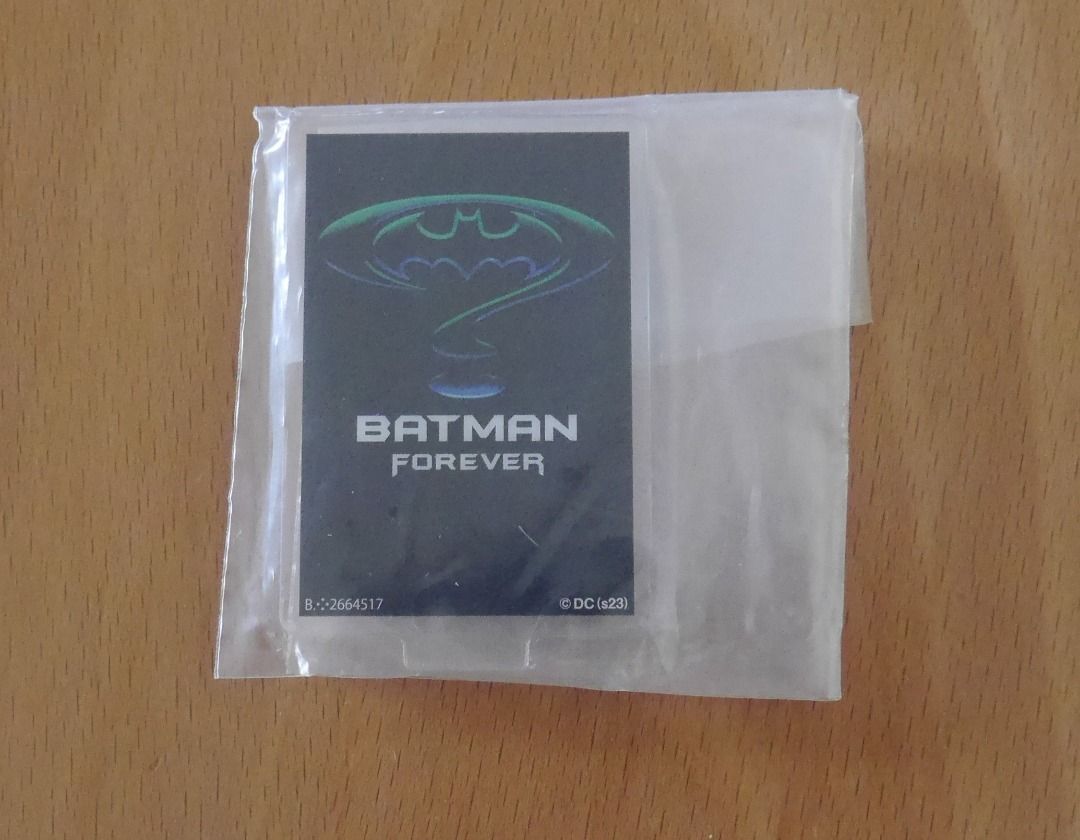 BATMAN
FOREVER
B.⁛2664517
©DC (s23)